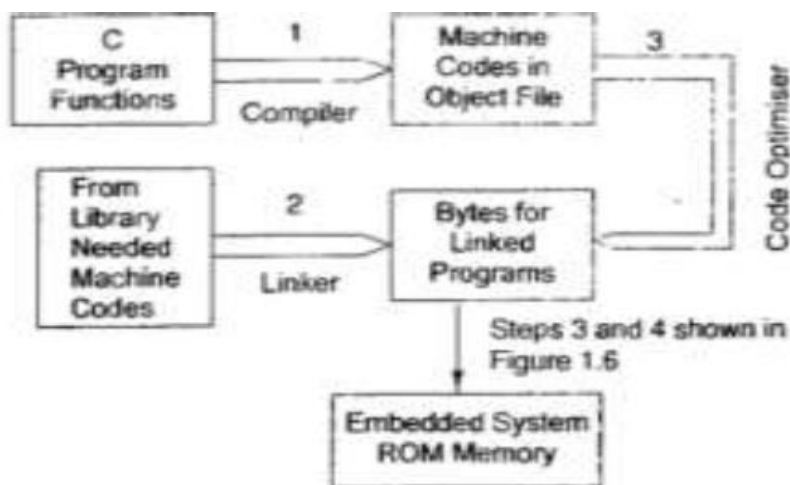 C
Program
Functions
1
Compiler
Machine
Codes in
Object File
3
Code Optimiser
From
Library
Needed
Machine
Codes
2
Linker
Bytes for
Linked
Programs
Steps 3 and 4 shown in
Figure 1.6
Embedded System
ROM Memory